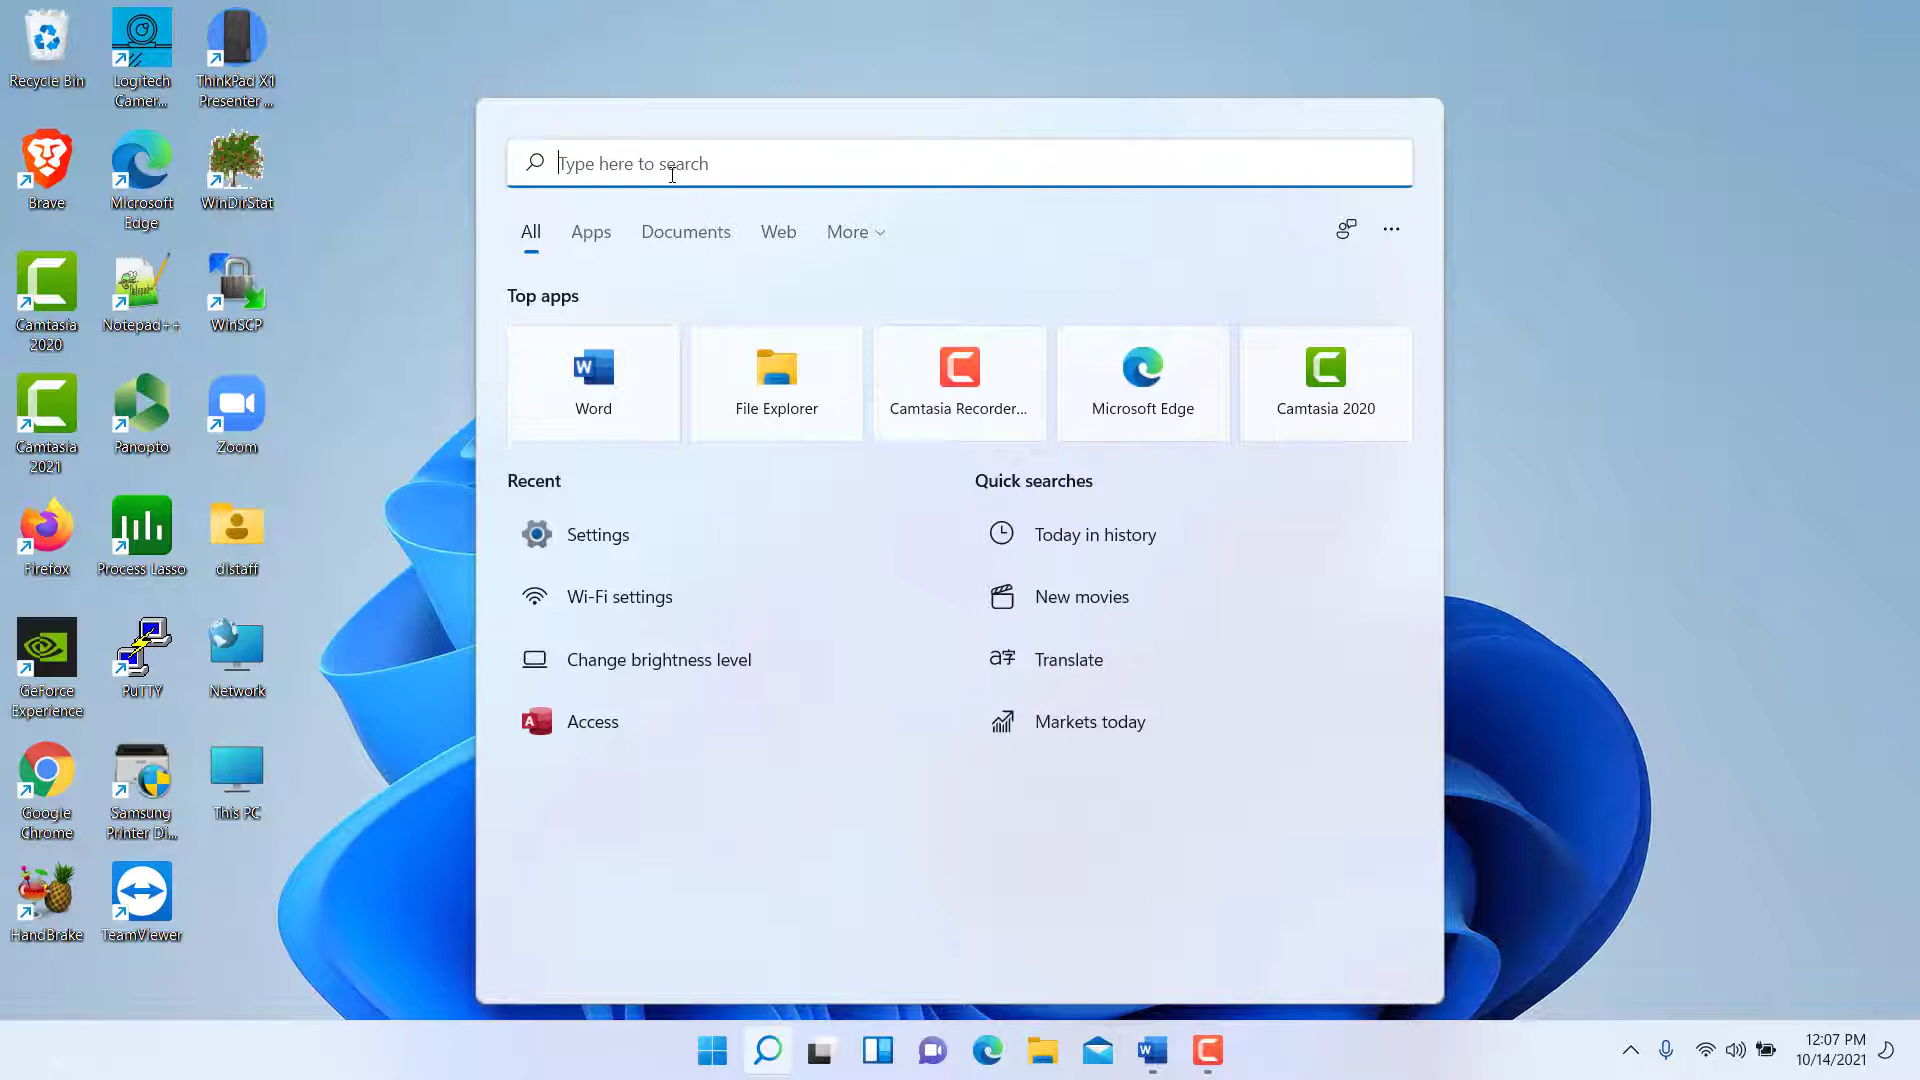 Recycle Bin
Logitech
Camer...
ThinkPad X1
Presenter ...
Brave
Microsoft
Edge
WinDirStat
Camtasia
2020
Notepad++
WinSCP
Camtasia
2021
Panopto
Zoom
Firefox
Process Lasso
dlstaff
GeForce
Experience
PuTTY
Network
Google
Chrome
Samsung
Printer Di...
This PC
HandBrake
TeamViewer
Type here to search
All
Apps
Documents
Web
More
Top apps
Word
File Explorer
Camtasia Recorder...
Microsoft Edge
Camtasia 2020
Recent
Settings
Wi-Fi settings
Change brightness level
Access
Quick searches
Today in history
New movies
Translate
Markets today
12:07 PM
10/14/2021